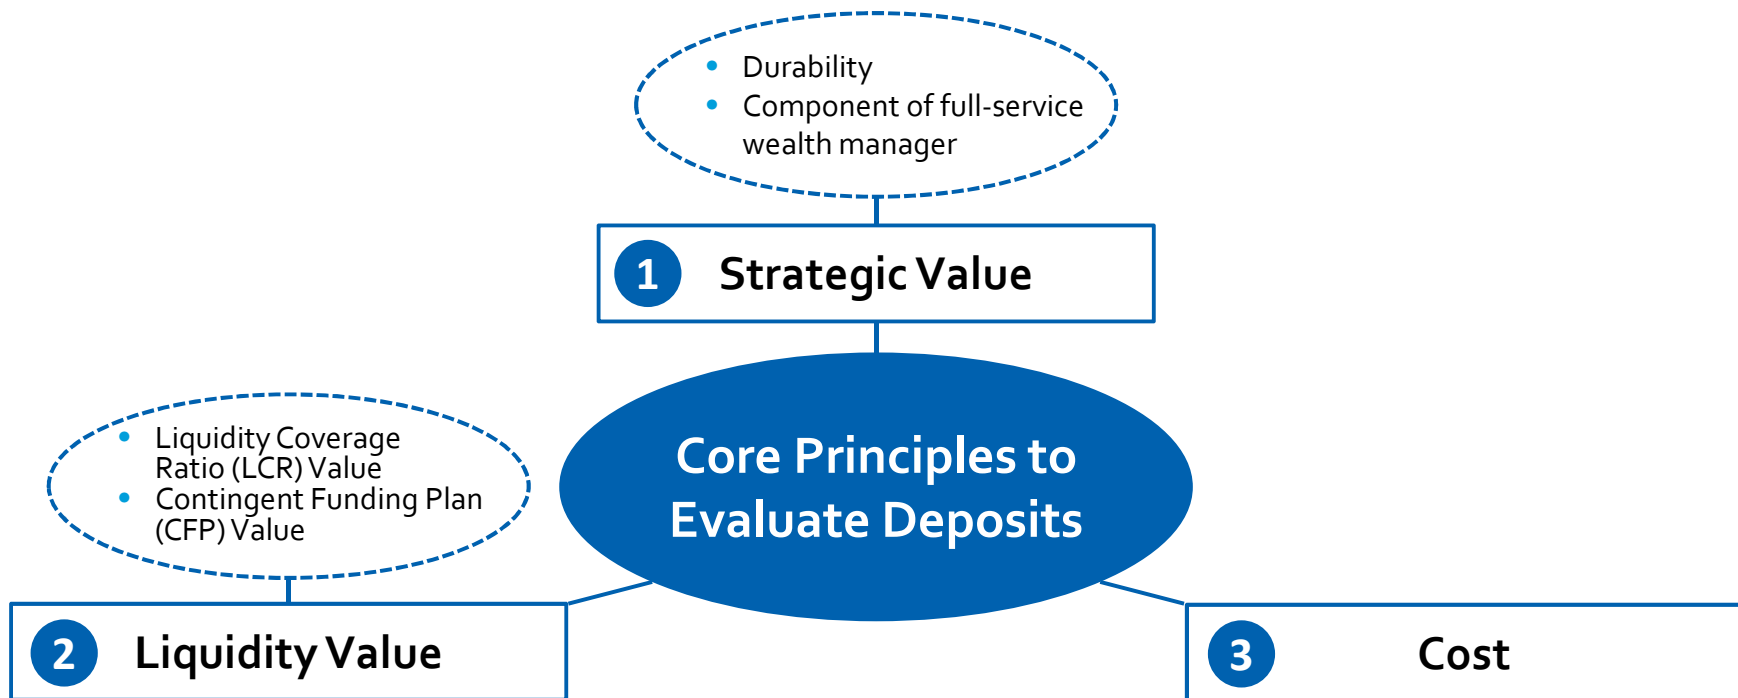 • Durability
• Component of full-service
wealth manager
1 Strategic Value
Core Principles to
Evaluate Deposits
• Liquidity Coverage
Ratio (LCR) Value
• Contingent Funding Plan
(CFP) Value
2 Liquidity Value
3 Cost